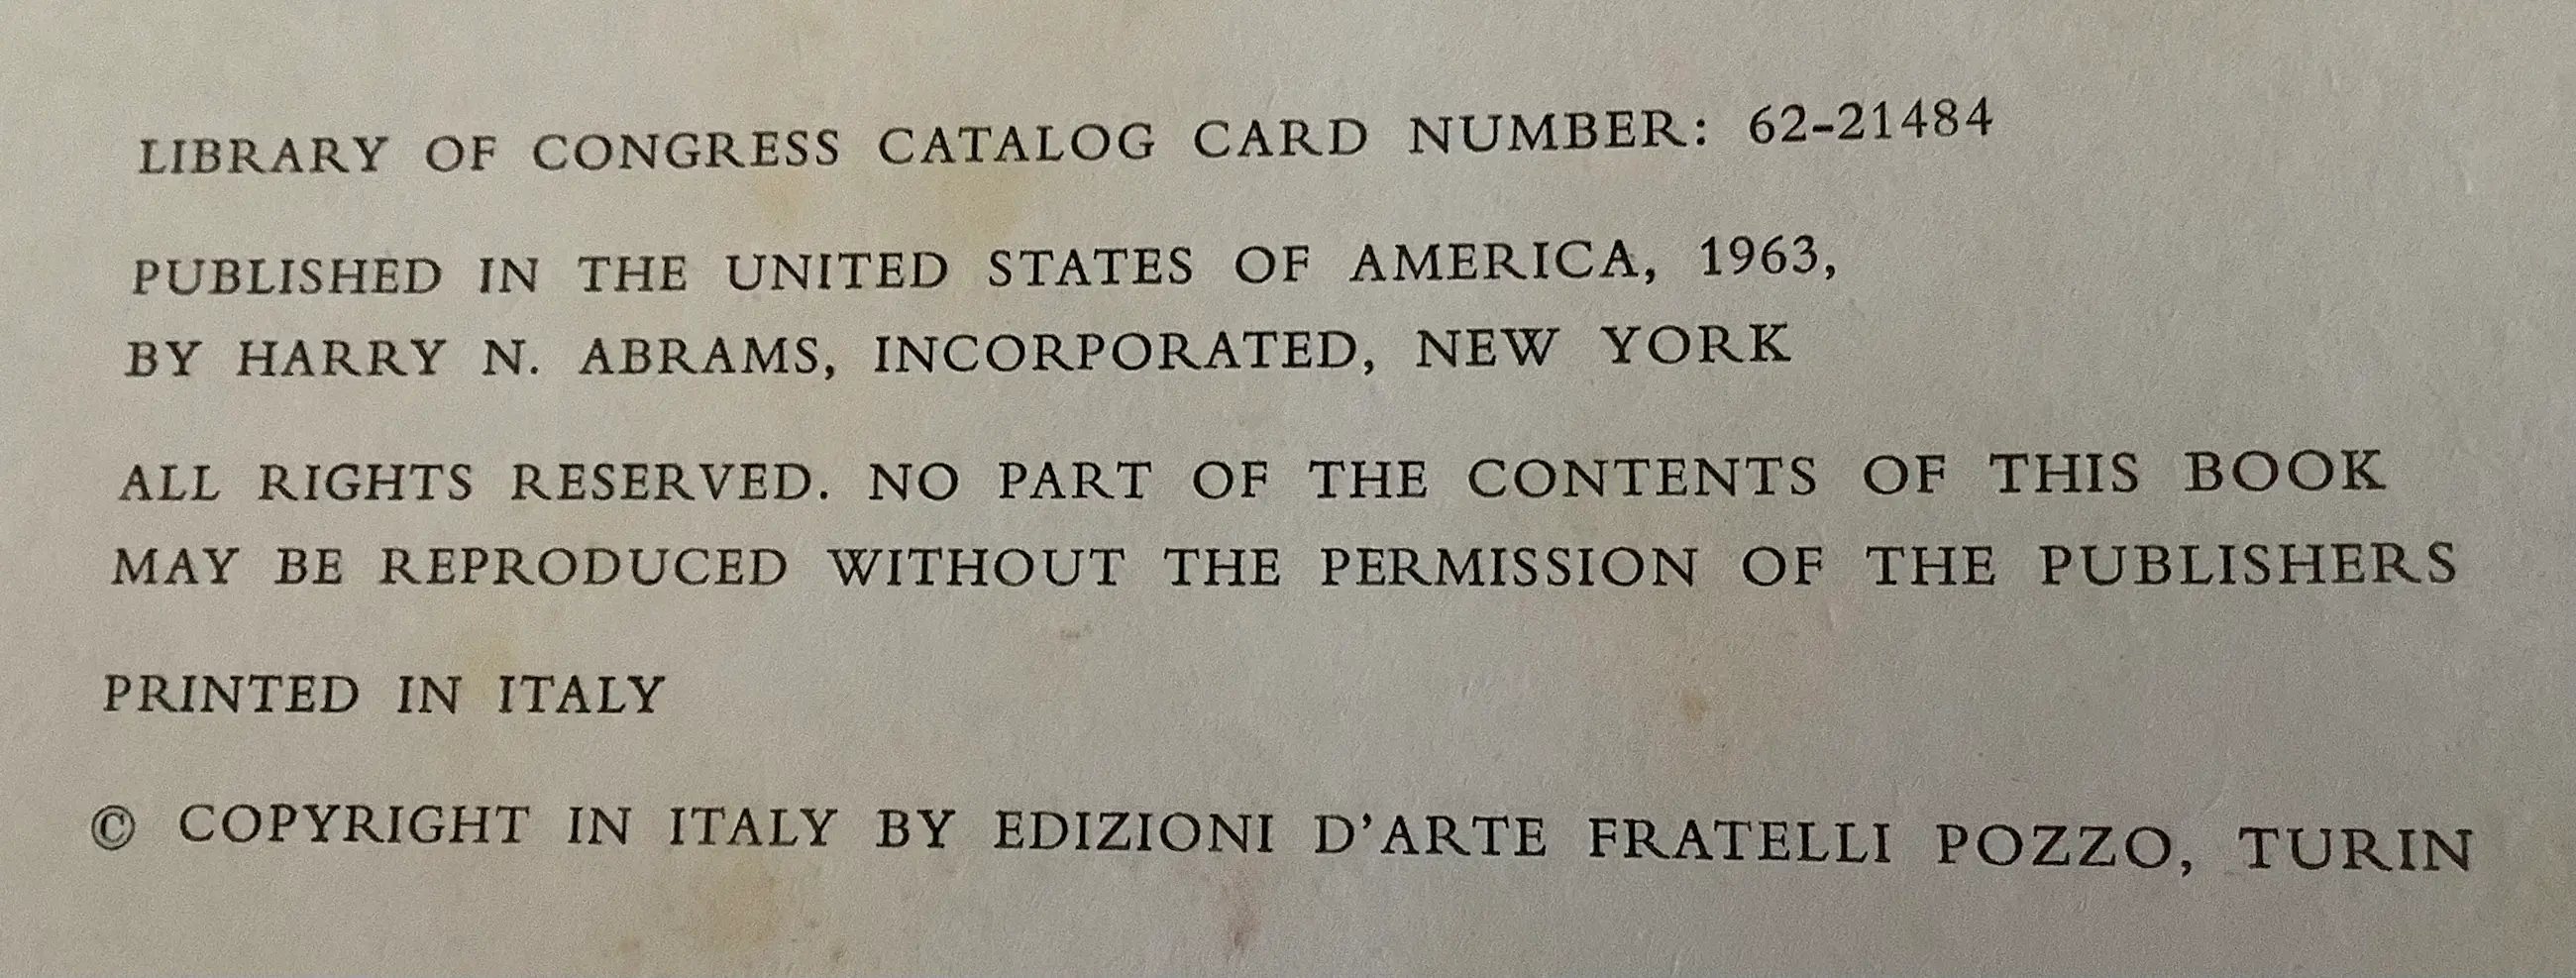 LIBRARY OF CONGRESS CATALOG CARD NUMBER: 62-21484
PUBLISHED IN THE UNITED STATES OF AMERICA, 1963,
BY HARRY N. ABRAMS, INCORPORATED, NEW YORK
ALL RIGHTS RESERVED. NO PART OF THE CONTENTS OF THIS BOOK
MAY BE REPRODUCED WITHOUT THE PERMISSION OF THE PUBLISHERS
PRINTED IN ITALY
© COPYRIGHT IN ITALY BY EDIZIONI D'ARTE FRATELLI POZZO, TURIN